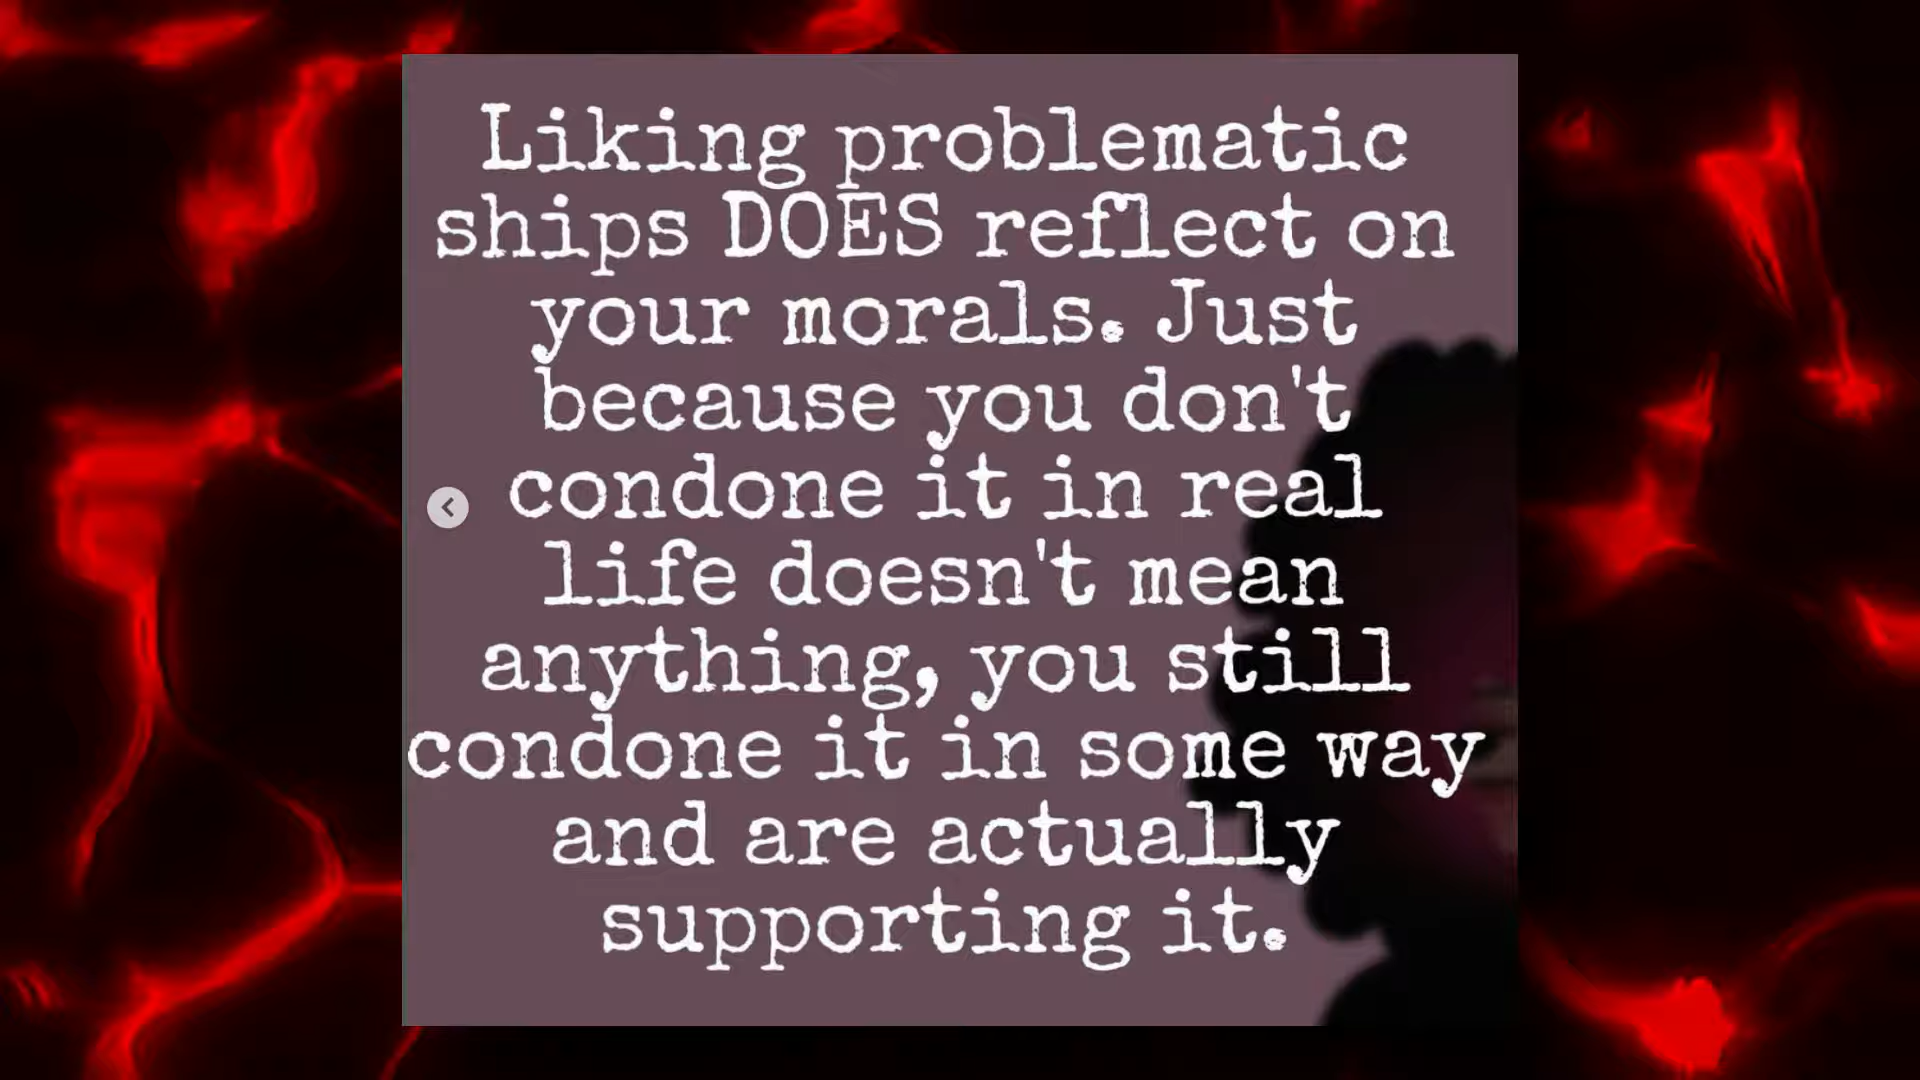 Liking problematic
ships DOES reflect on
your morals. Just
because you don't
condone it in real
life doesn't mean
anything, you still
condone it in some way
and are actually
supporting it.